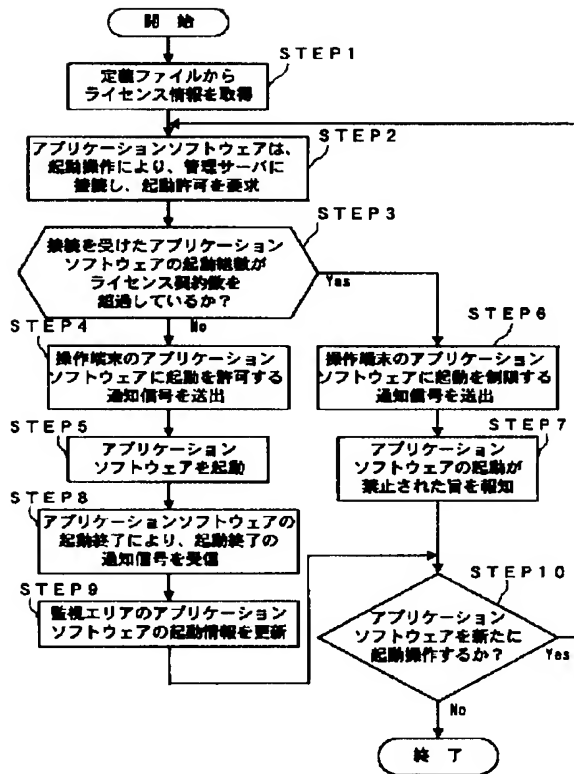 開 始
STEP1
定義ファイルから
ライセンス情報を取得
STEP2
アプリケーションソフトウェアは、
起動操作により、管理サーバに
接続し、起動許可を要求
STEP3
接続を受けたアプリケーション
ソフトウェアの起動総数が
ライセンス契約数を
超過しているか?
Yes
No
STEP4
操作端末のアプリケーション
ソフトウェアに起動を許可する
通知信号を送出
STEP6
操作端末のアプリケーション
ソフトウェアに起動を制限する
通知信号を送出
STEP5
アプリケーション
ソフトウェアを起動
STEP7
アプリケーション
ソフトウェアの起動が
禁止された旨を報知
STEP8
アプリケーションソフトウェアの
起動終了により、起動終了の
通知信号を受信
STEP9
監視エリアのアプリケーション
ソフトウェアの起動情報を更新
STEP10
アプリケーション
ソフトウェアを新たに
起動操作するか?
Yes
No
終 了